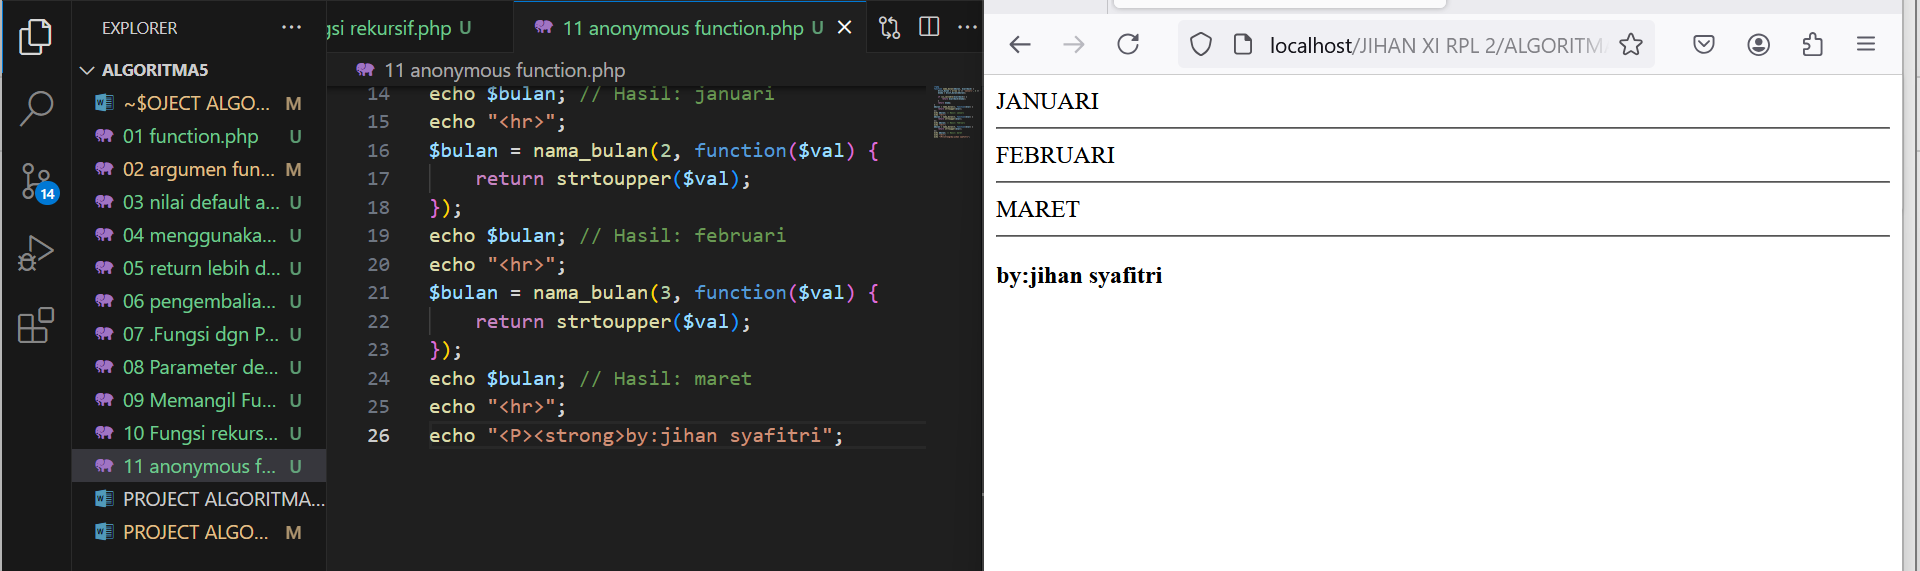 EXPLORER
ALGORITMA5
~$OJECT ALGO... M
01 function.php U
02 argumen fun... M
03 nilai default a... U
04 menggunaka... U
05 return lebih d... U
06 pengembalia... U
07 .Fungsi dgn P... U
08 Parameter de... U
09 Memangil Fu... U
10 Fungsi rekurs... U
11 anonymous f... U
PROJECT ALGORITMA...
PROJECT ALGO... M
14
gsi rekursif.php U
11 anonymous function.php U
11 anonymous function.php
14 echo $bulan; // Hasil: januari
15 echo "<hr>";
16 $bulan = nama_bulan(2, function($val) {
17 return strtoupper($val);
18 });
19 echo $bulan; // Hasil: februari
20 echo "<hr>";
21 $bulan = nama_bulan(3, function($val) {
22 return strtoupper($val);
23 });
24 echo $bulan; // Hasil: maret
25 echo "<hr>";
26 echo "<P><strong>by:jihan syafitri";
localhost/JIHAN XI RPL 2/ALGORITM
JANUARI
FEBRUARI
MARET
by:jihan syafitri